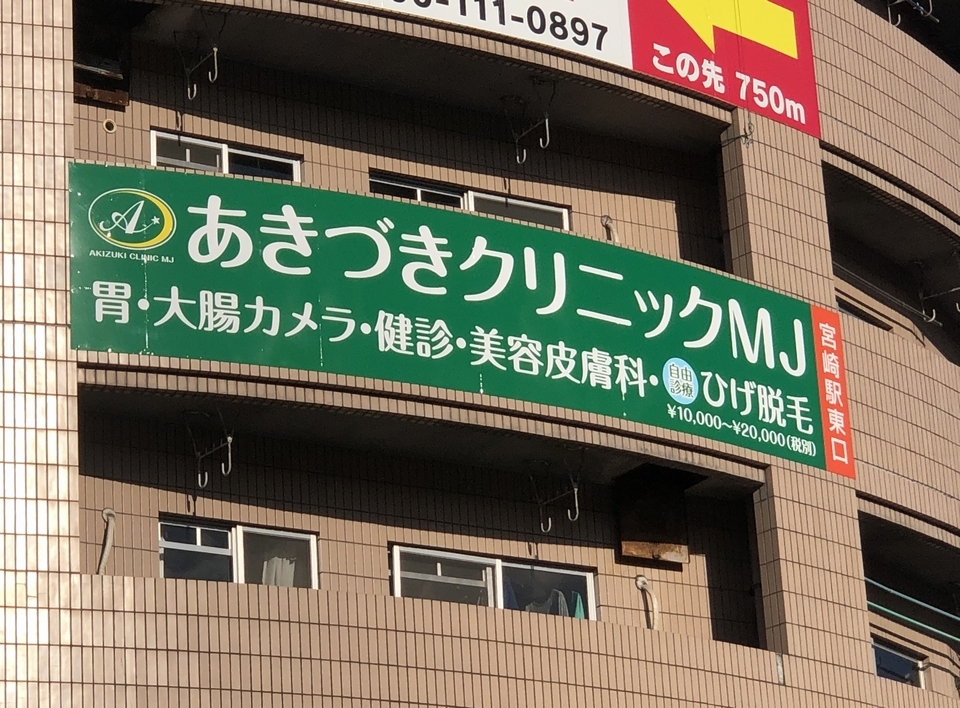 111-0897
この先 750m
A
AKIZUKI CLINIC MJ
あきづきクリニックMJ
胃・大腸カメラ・健診・美容皮膚科・自由診療 ひげ脱毛
¥10,000〜¥20,000(税別)
宮崎駅東口